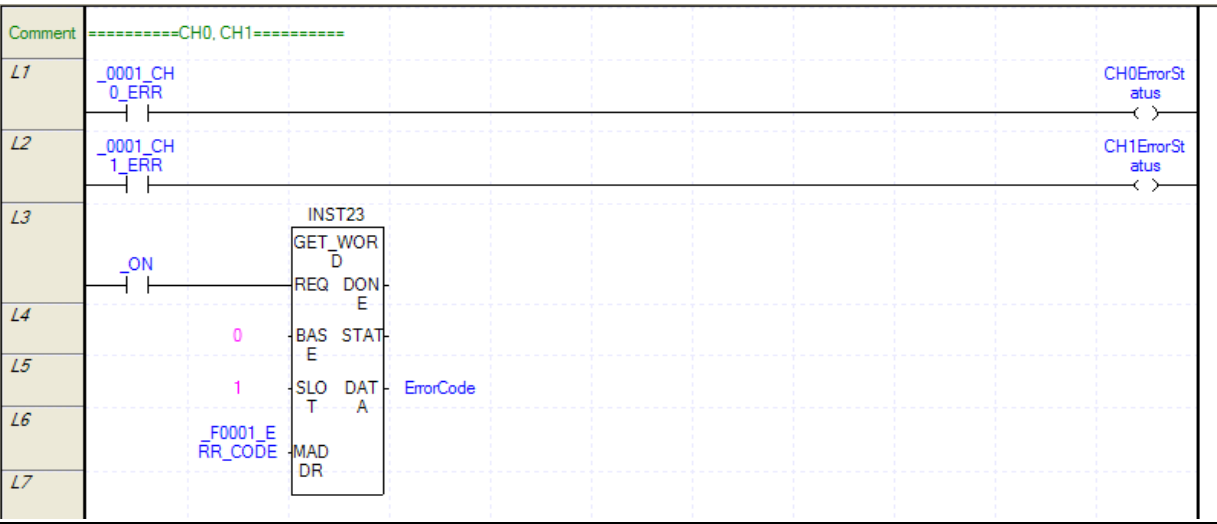 Comment ==========CH0, CH1==========
L1
_0001_CH
0_ERR
CH0ErrorSt
atus
L2
_0001_CH
1_ERR
CH1ErrorSt
atus
L3
INST23
GET_WOR
D
_ON
REQ DON
E
L4
0 BAS STAT
E
L5
1 SLO DAT ErrorCode
T A
L6
_F0001_E
RR_CODE MAD
DR
L7